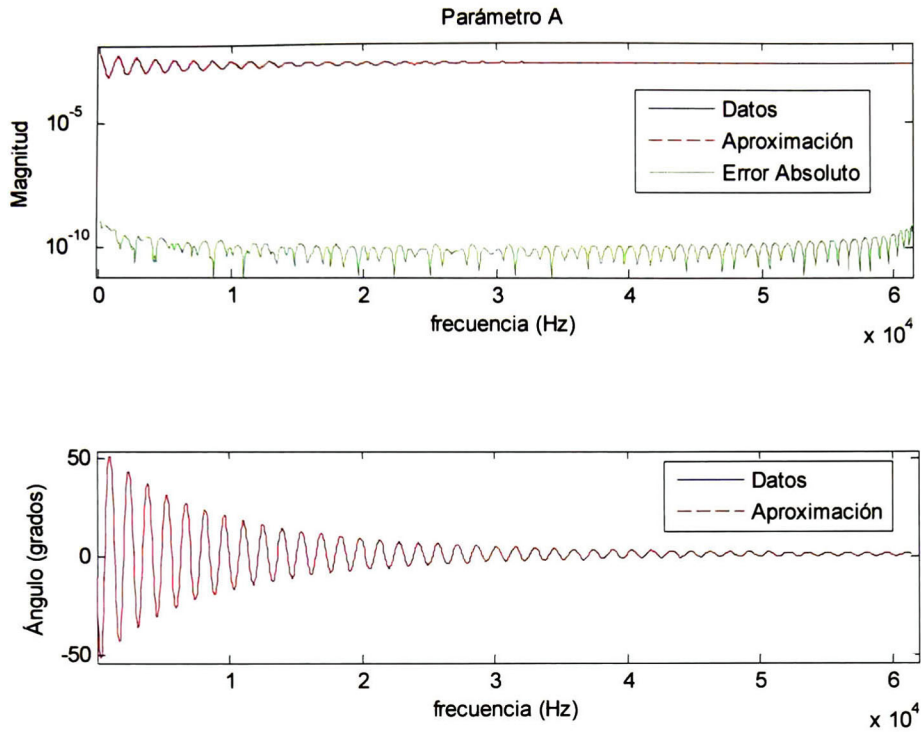 Parámetro A
Magnitud
10^-5
10^-10
Datos
Aproximación
Error Absoluto
0 1 2 3 4 5 6
frecuencia (Hz)
x 10^4
Ángulo (grados)
50
0
-50
Datos
Aproximación
1 2 3 4 5 6
frecuencia (Hz)
x 10^4